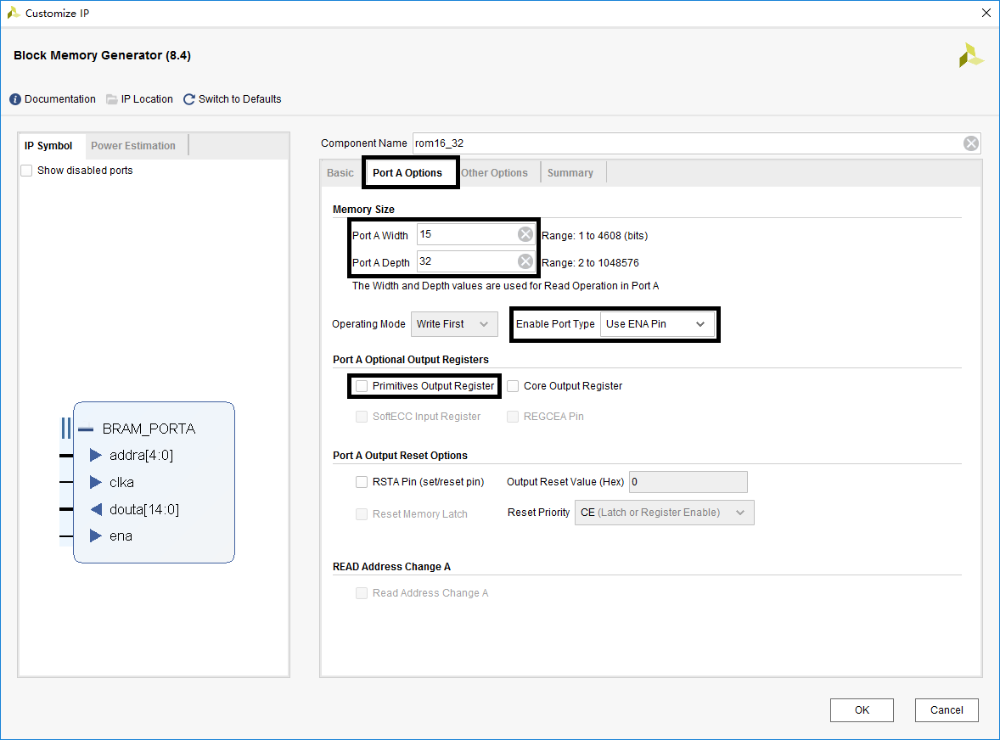 Customize IP
Block Memory Generator (8.4)
Documentation IP Location Switch to Defaults
IP Symbol Power Estimation
Show disabled ports
BRAM_PORTA
addra[4:0]
clka
douta[14:0]
ena
Component Name rom16_32
Basic Port A Options Other Options Summary
Memory Size
Port A Width 15 Range: 1 to 4608 (bits)
Port A Depth 32 Range: 2 to 1048576
The Width and Depth values are used for Read Operation in Port A
Operating Mode Write First Enable Port Type Use ENA Pin
Port A Optional Output Registers
Primitives Output Register Core Output Register
SoftECC Input Register REGCEA Pin
Port A Output Reset Options
RSTA Pin (set/reset pin) Output Reset Value (Hex) 0
Reset Memory Latch Reset Priority CE (Latch or Register Enable)
READ Address Change A
Read Address Change A
OK Cancel